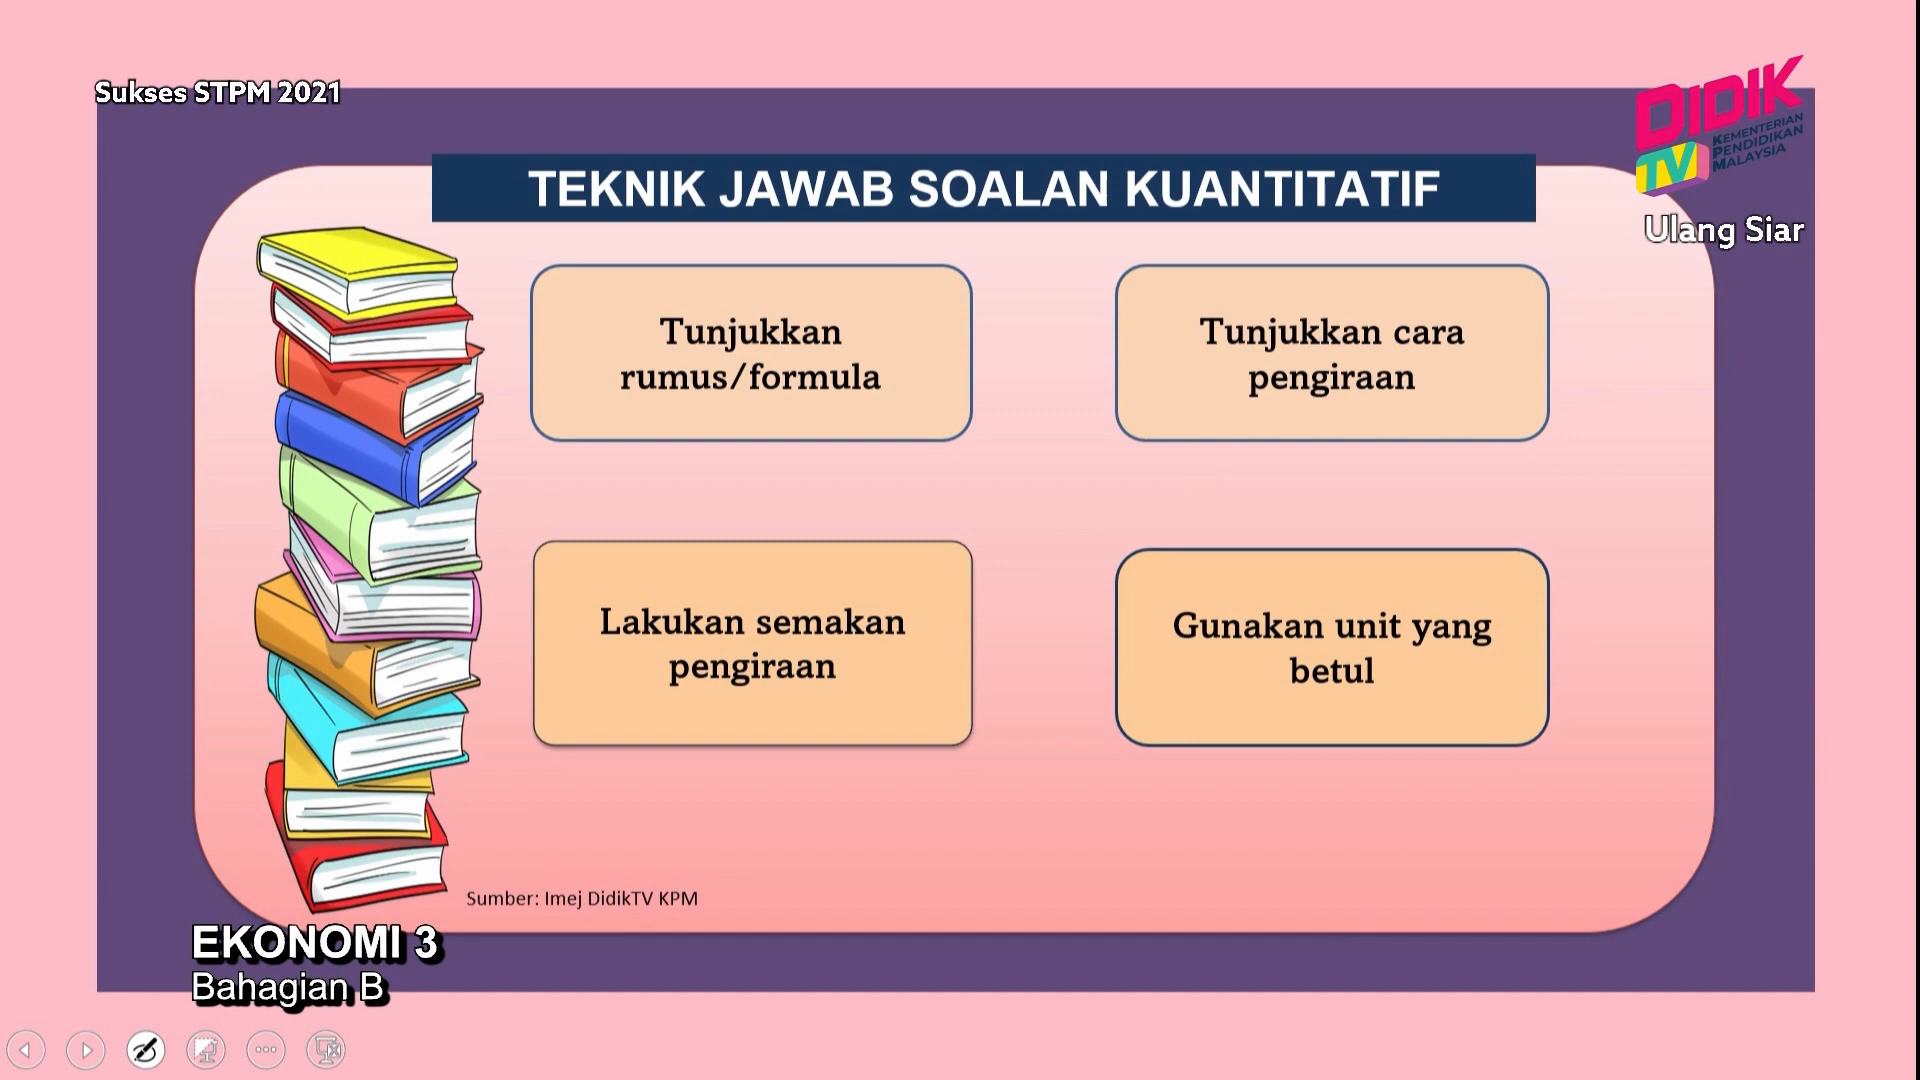 Sukses STPM 2021
DIDIK
TV
KEMENTERIAN
PENDIDIKAN
MALAYSIA
Ulang Siar
TEKNIK JAWAB SOALAN KUANTITATIF
Tunjukkan
rumus/formula
Tunjukkan cara
pengiraan
Lakukan semakan
pengiraan
Gunakan unit yang
betul
Sumber: Imej DidikTV KPM
EKONOMI 3
Bahagian B